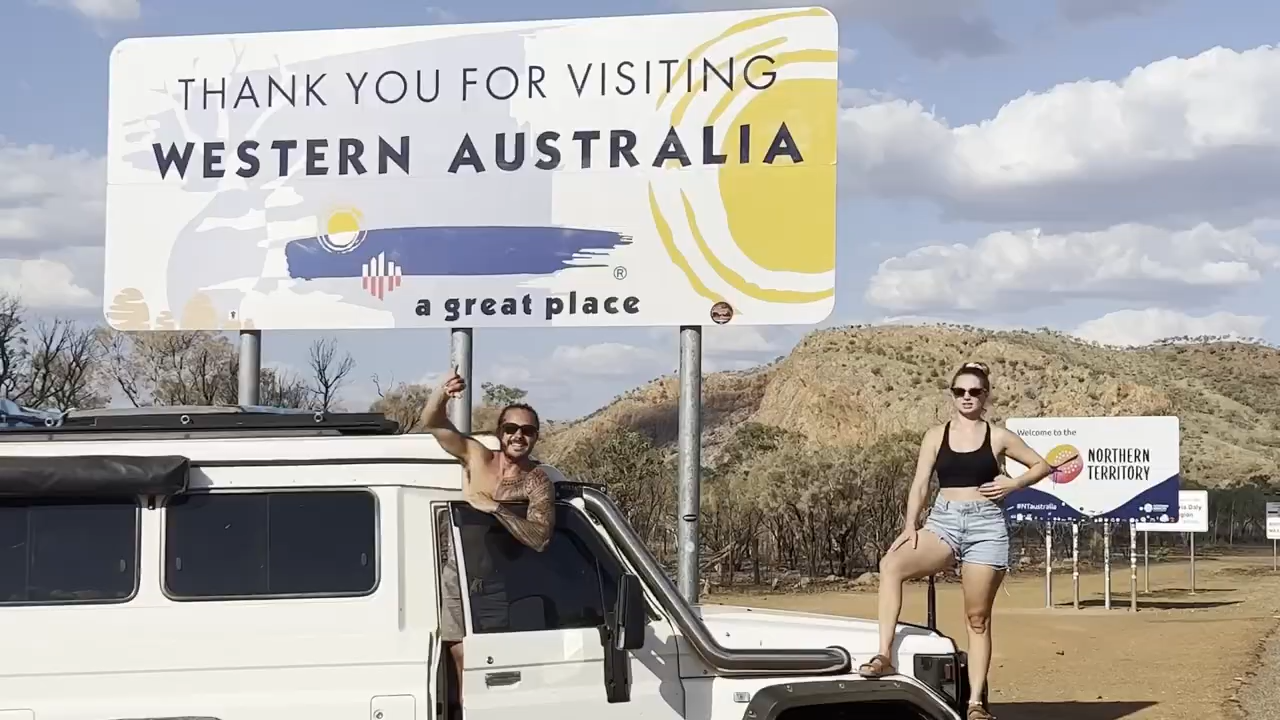 THANK YOU FOR VISITING
WESTERN AUSTRALIA
®
a great place
Welcome to the
NORTHERN
TERRITORY
#NTaustralia